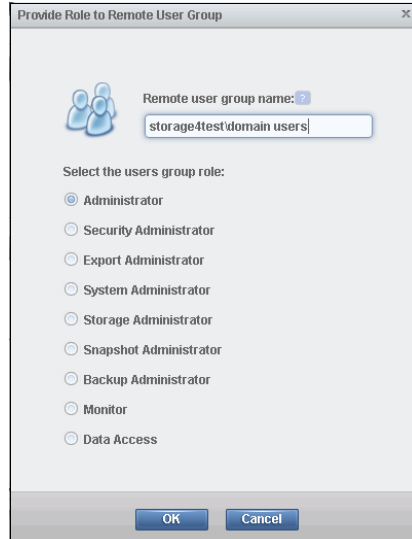 Provide Role to Remote User Group x
Remote user group name: ?
storage4test\domain users
Select the users group role:
Administrator
Security Administrator
Export Administrator
System Administrator
Storage Administrator
Snapshot Administrator
Backup Administrator
Monitor
Data Access
OK Cancel